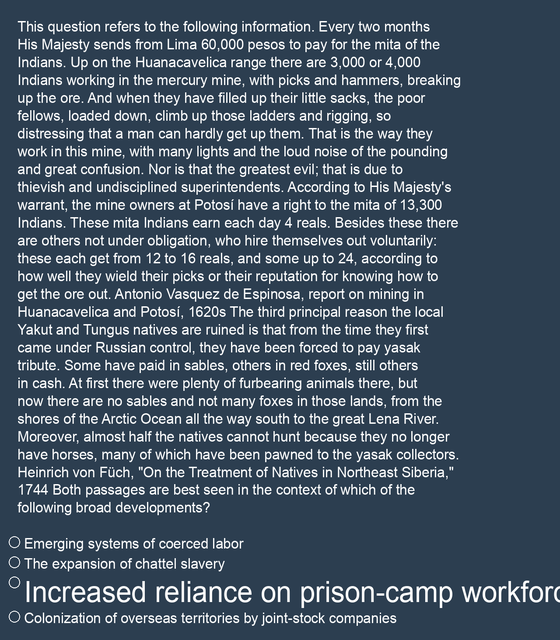 This question refers to the following information. Every two months
His Majesty sends from Lima 60,000 pesos to pay for the mita of the
Indians. Up on the Huanacavelica range there are 3,000 or 4,000
Indians working in the mercury mine, with picks and hammers, breaking
up the ore. And when they have filled up their little sacks, the poor
fellows, loaded down, climb up those ladders and rigging, so
distressing that a man can hardly get up them. That is the way they
work in this mine, with many lights and the loud noise of the pounding
and great confusion. Nor is that the greatest evil; that is due to
thievish and undisciplined superintendents. According to His Majesty's
warrant, the mine owners at Potosí have a right to the mita of 13,300
Indians. These mita Indians earn each day 4 reals. Besides these there
are others not under obligation, who hire themselves out voluntarily:
these each get from 12 to 16 reals, and some up to 24, according to
how well they wield their picks or their reputation for knowing how to
get the ore out. Antonio Vasquez de Espinosa, report on mining in
Huanacavelica and Potosí, 1620s The third principal reason the local
Yakut and Tungus natives are ruined is that from the time they first
came under Russian control, they have been forced to pay yasak
tribute. Some have paid in sables, others in red foxes, still others
in cash. At first there were plenty of furbearing animals there, but
now there are no sables and not many foxes in those lands, from the
shores of the Arctic Ocean all the way south to the great Lena River.
Moreover, almost half the natives cannot hunt because they no longer
have horses, many of which have been pawned to the yasak collectors.
Heinrich von Füch, "On the Treatment of Natives in Northeast Siberia,"
1744 Both passages are best seen in the context of which of the
following broad developments?
Emerging systems of coerced labor
The expansion of chattel slavery
Increased reliance on prison-camp
Colonization of overseas territories by joint-stock companies